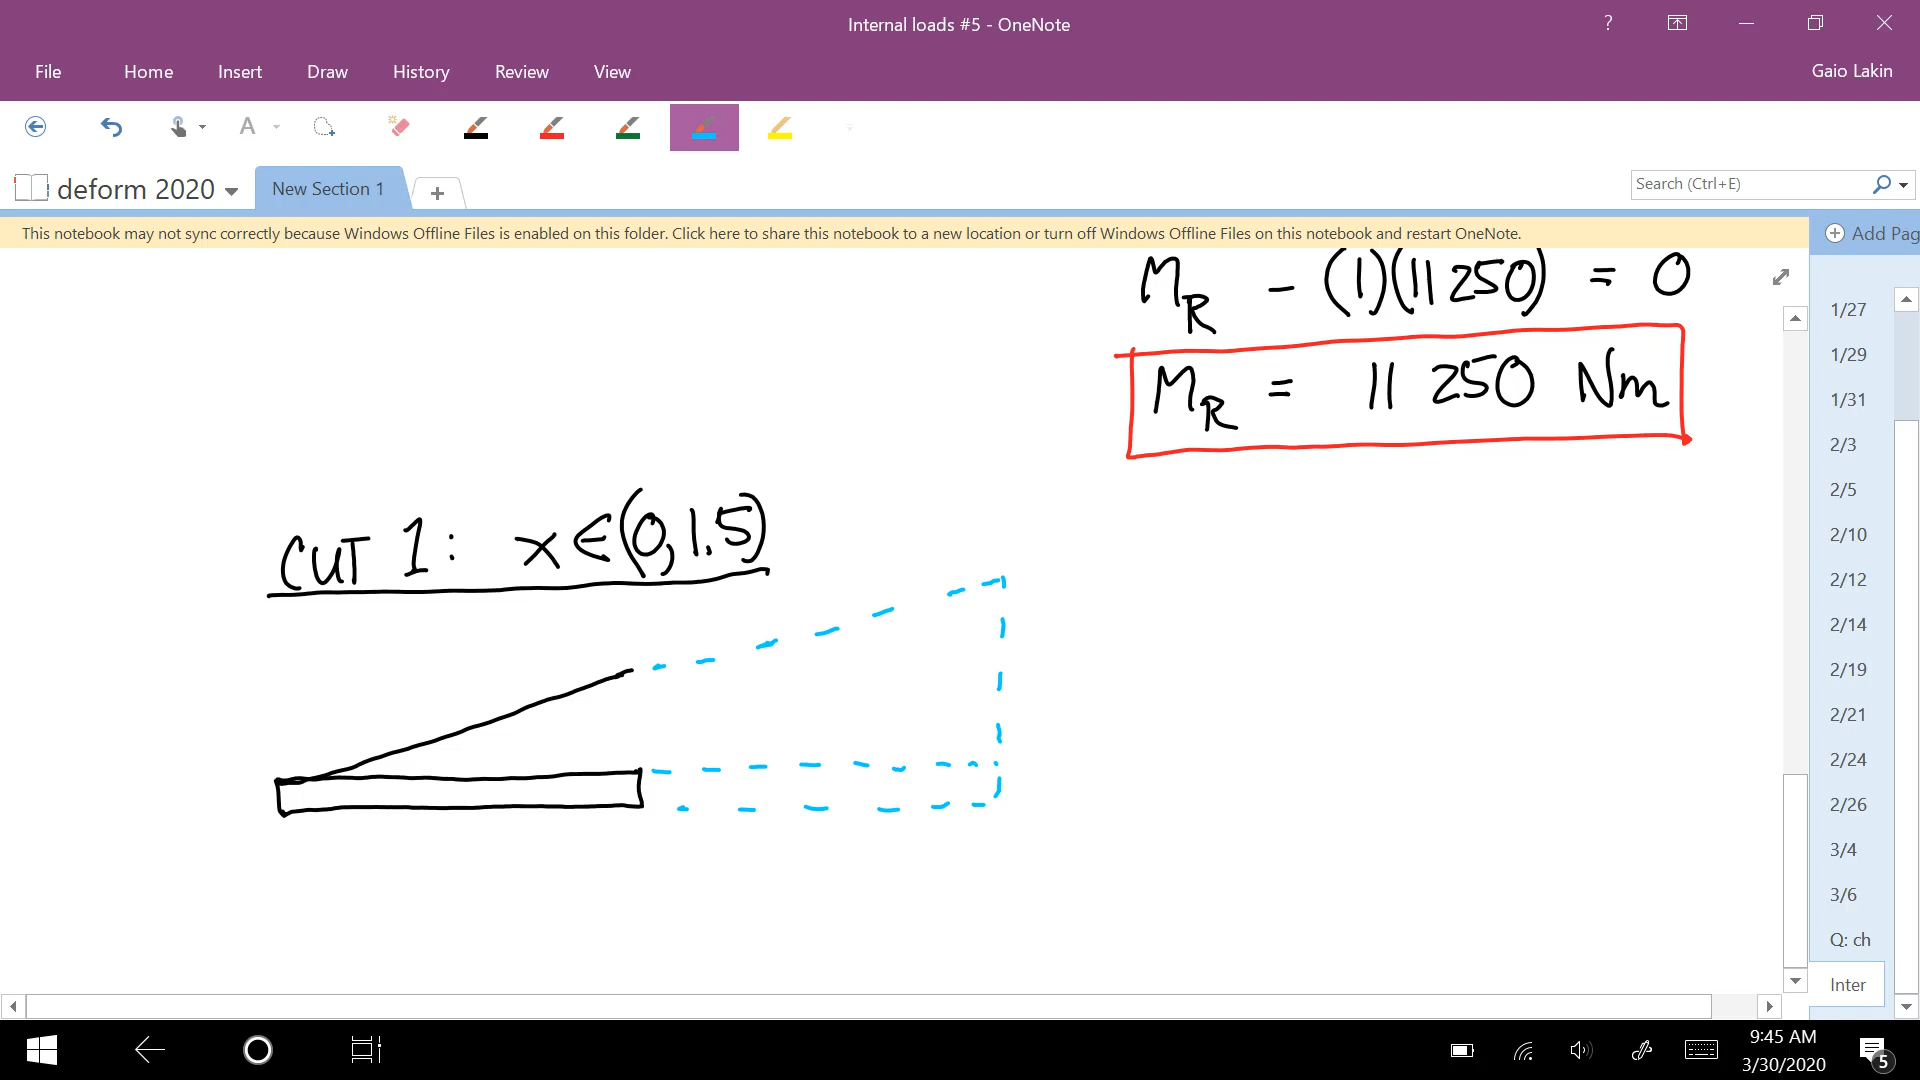 Internal loads #5 - OneNote
?
File Home Insert Draw History Review View
Gaio Lakin
A
deform 2020
New Section 1
+
Search (Ctrl+E)
This notebook may not sync correctly because Windows Offline Files is enabled on this folder. Click here to share this notebook to a new location or turn off Windows Offline Files on this notebook and restart OneNote.
Add Pag
M_R - (1)(11 250) = 0
M_R = 11 250 Nm
CUT 1: x∈(0,1.5)
1/27
1/29
1/31
2/3
2/5
2/10
2/12
2/14
2/19
2/21
2/24
2/26
3/4
3/6
Q: ch
Inter
9:45 AM
3/30/2020
5